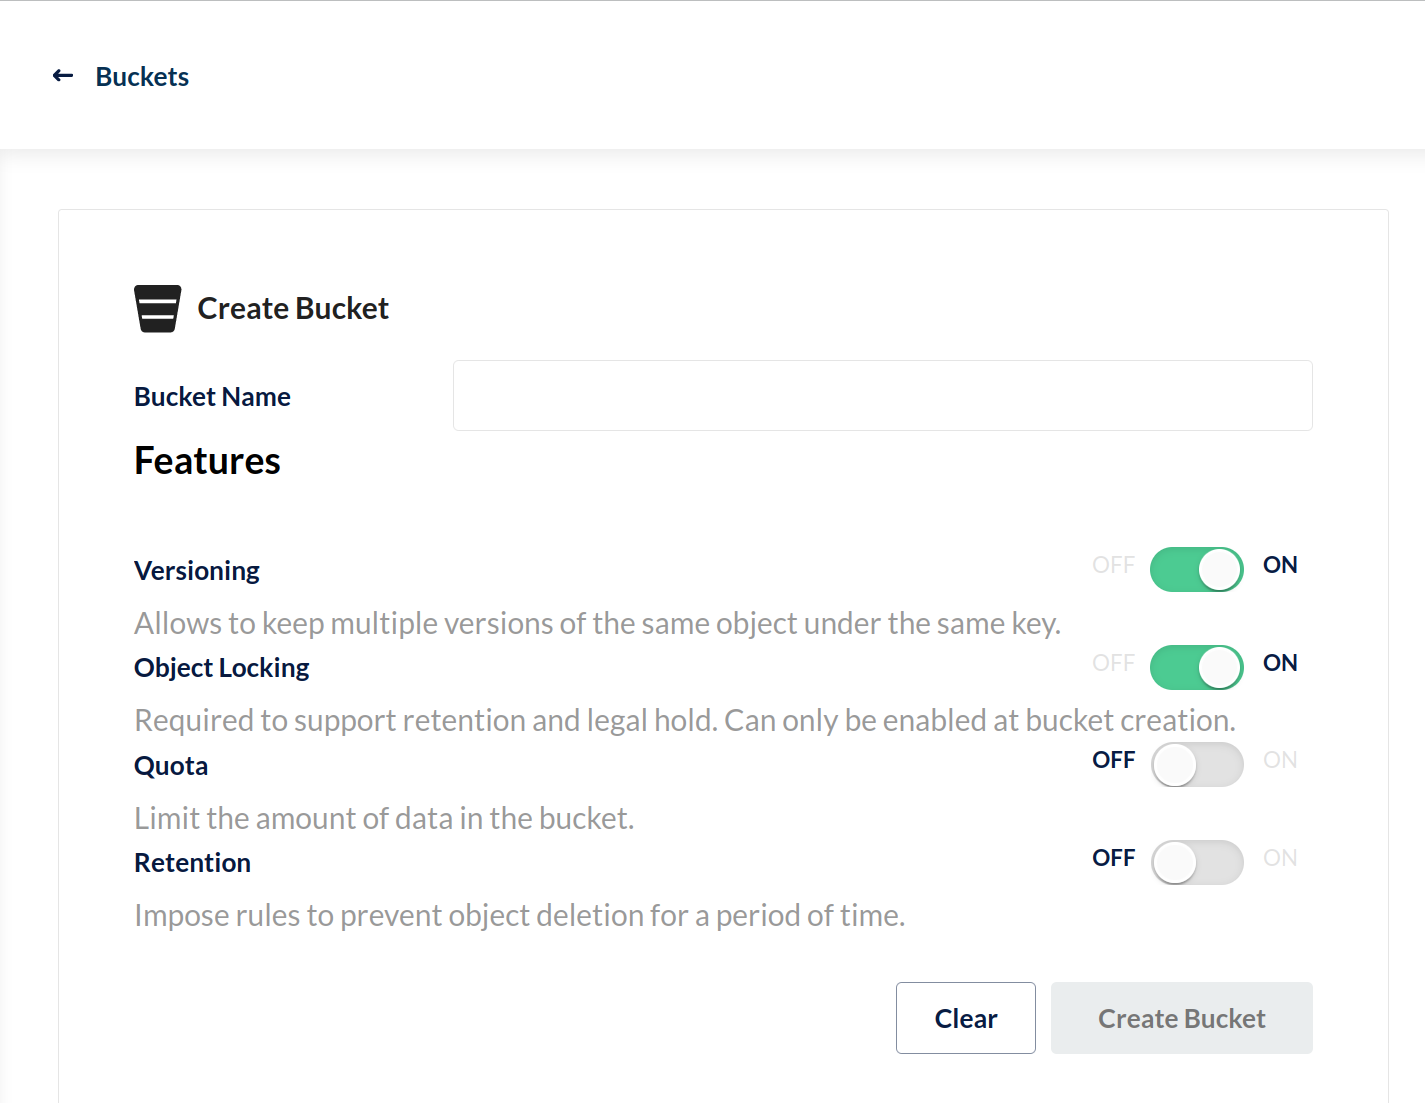 Buckets
Create Bucket
Bucket Name
Features
Versioning OFF ON
Allows to keep multiple versions of the same object under the same key.
Object Locking OFF ON
Required to support retention and legal hold. Can only be enabled at bucket creation.
Quota OFF ON
Limit the amount of data in the bucket.
Retention OFF ON
Impose rules to prevent object deletion for a period of time.
Clear Create Bucket